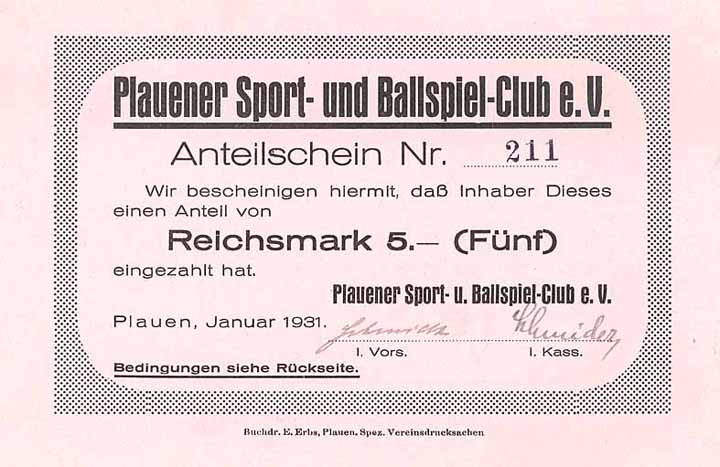 Plauener Sport- und Ballspiel-Club e. V.
Anteilschein Nr. 211
Wir bescheinigen hiermit, daß Inhaber Dieses
einen Anteil von
Reichsmark 5.— (Fünf)
eingezahlt hat.
Plauener Sport- u. Ballspiel-Club e. V.
Plauen, Januar 1931. Schmidt Schneider
I. Vors. I. Kass.
Bedingungen siehe Rückseite.
Buchdr. E. Erbs, Plauen. Spez. Vereinsdrucksachen